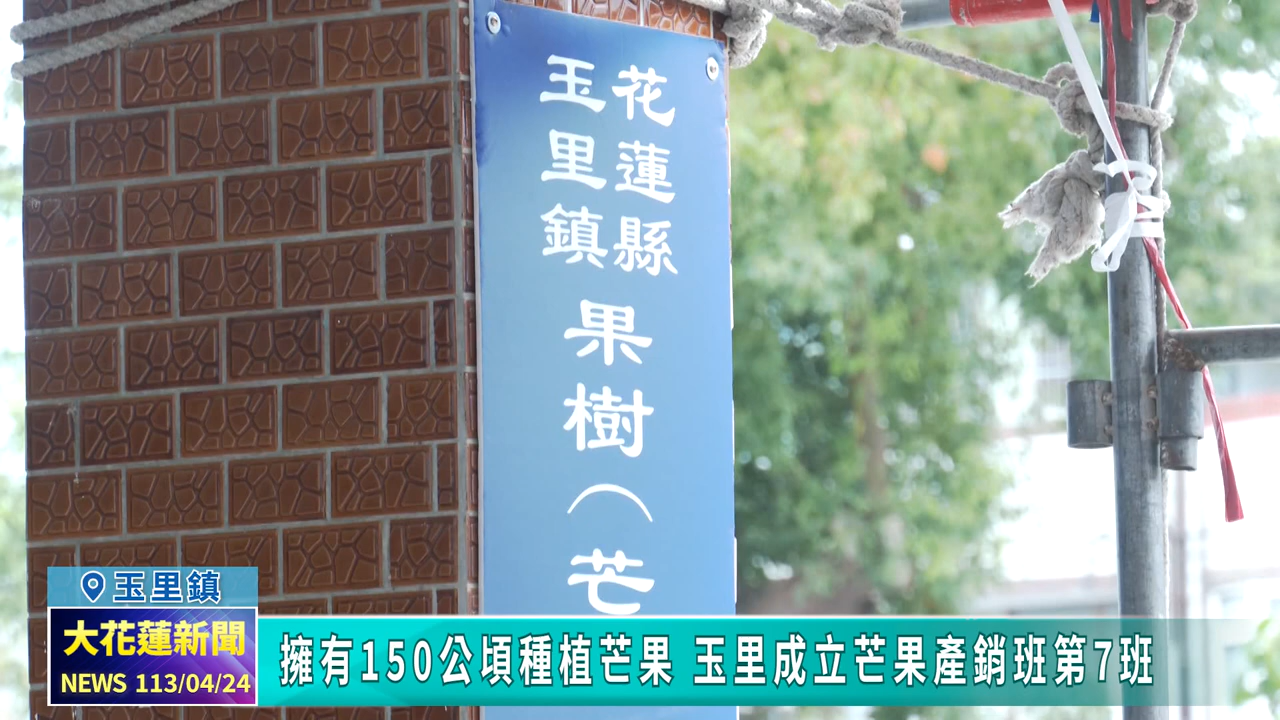 花蓮縣
玉里鎮
果樹(芒
玉里鎮
大花蓮新聞
NEWS 113/04/24
擁有150公頃種植芒果 玉里成立芒果產銷班第7班